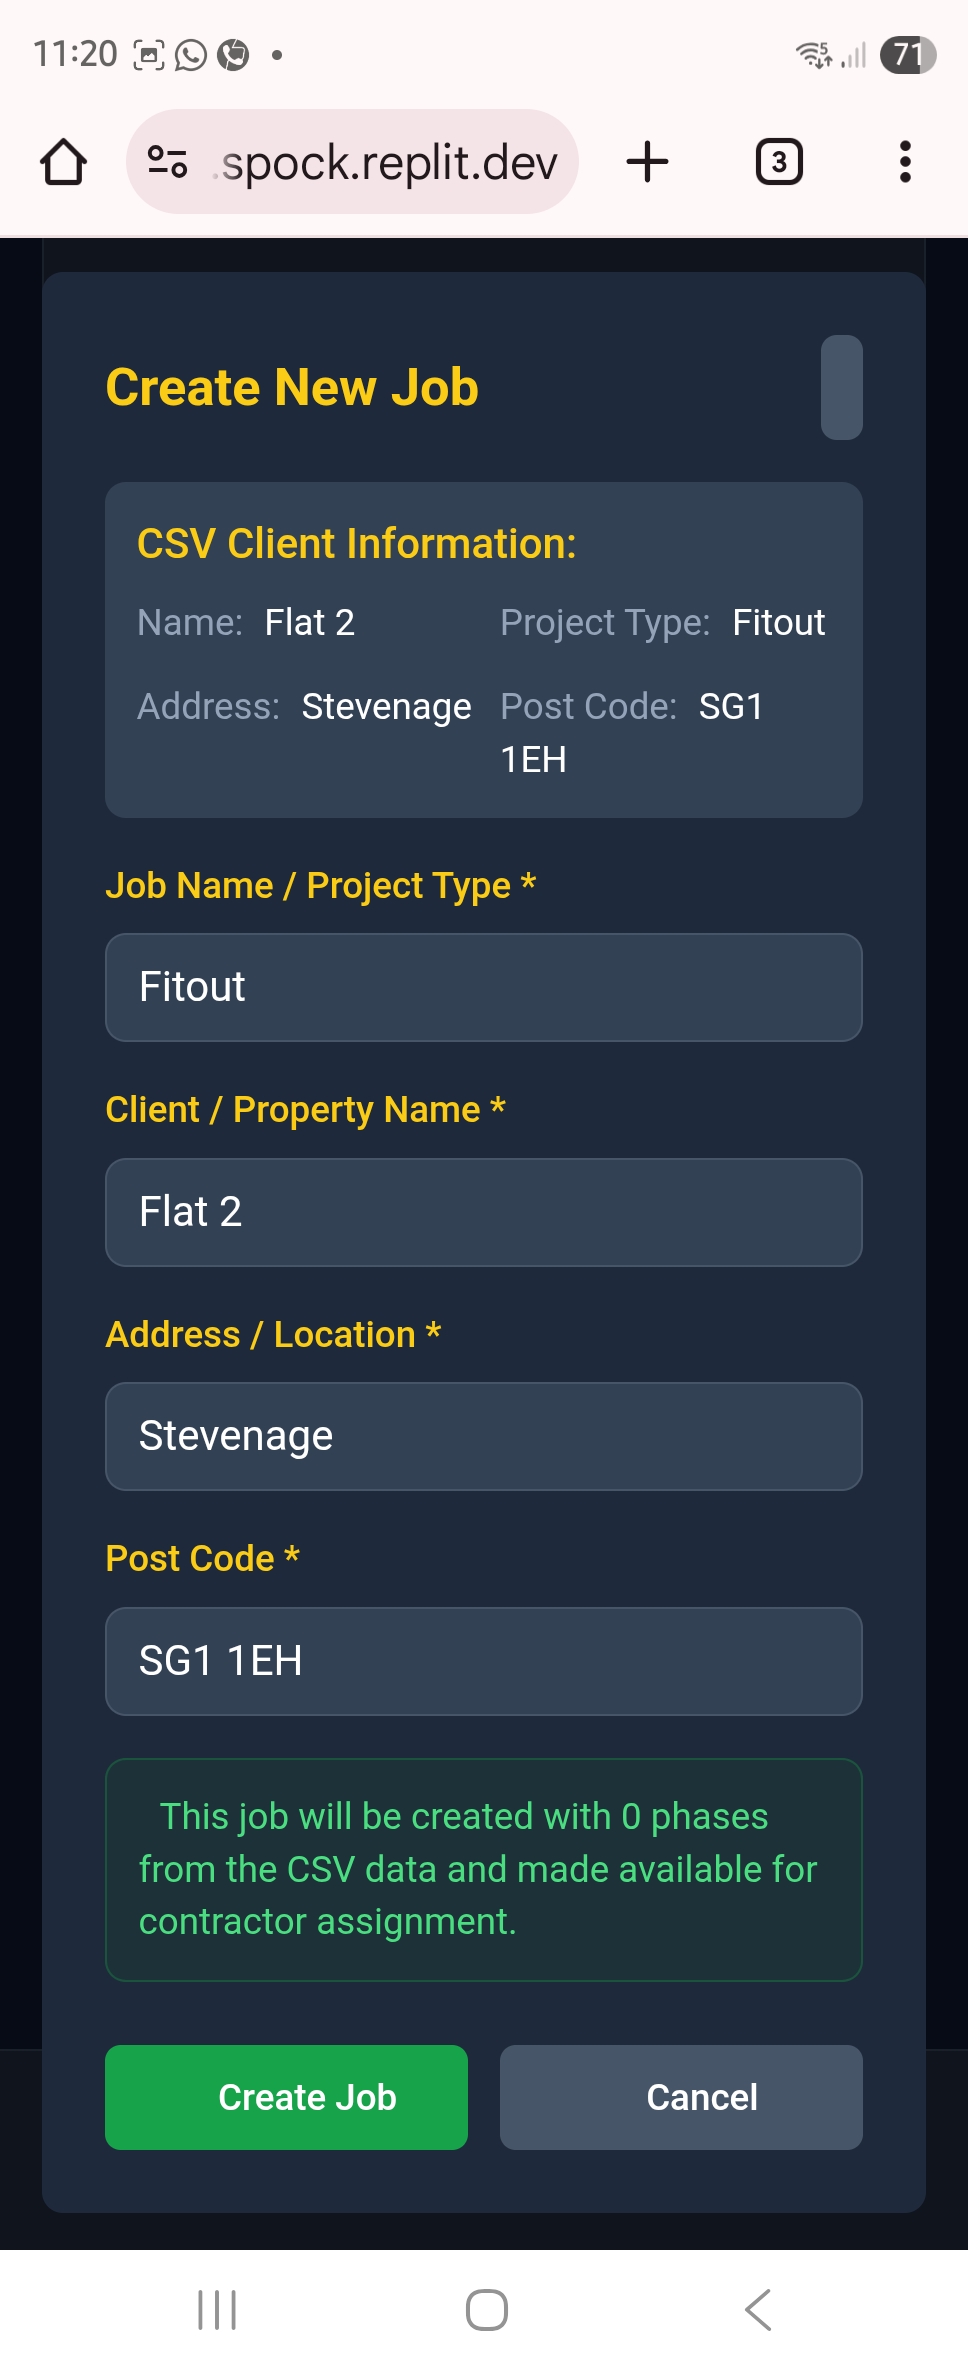 11:20
5
71
.spock.replit.dev
3
Create New Job
CSV Client Information:
Name: Flat 2
Project Type: Fitout
Address: Stevenage
Post Code: SG1
1EH
Job Name / Project Type *
Fitout
Client / Property Name *
Flat 2
Address / Location *
Stevenage
Post Code *
SG1 1EH
This job will be created with 0 phases
from the CSV data and made available for
contractor assignment.
Create Job
Cancel